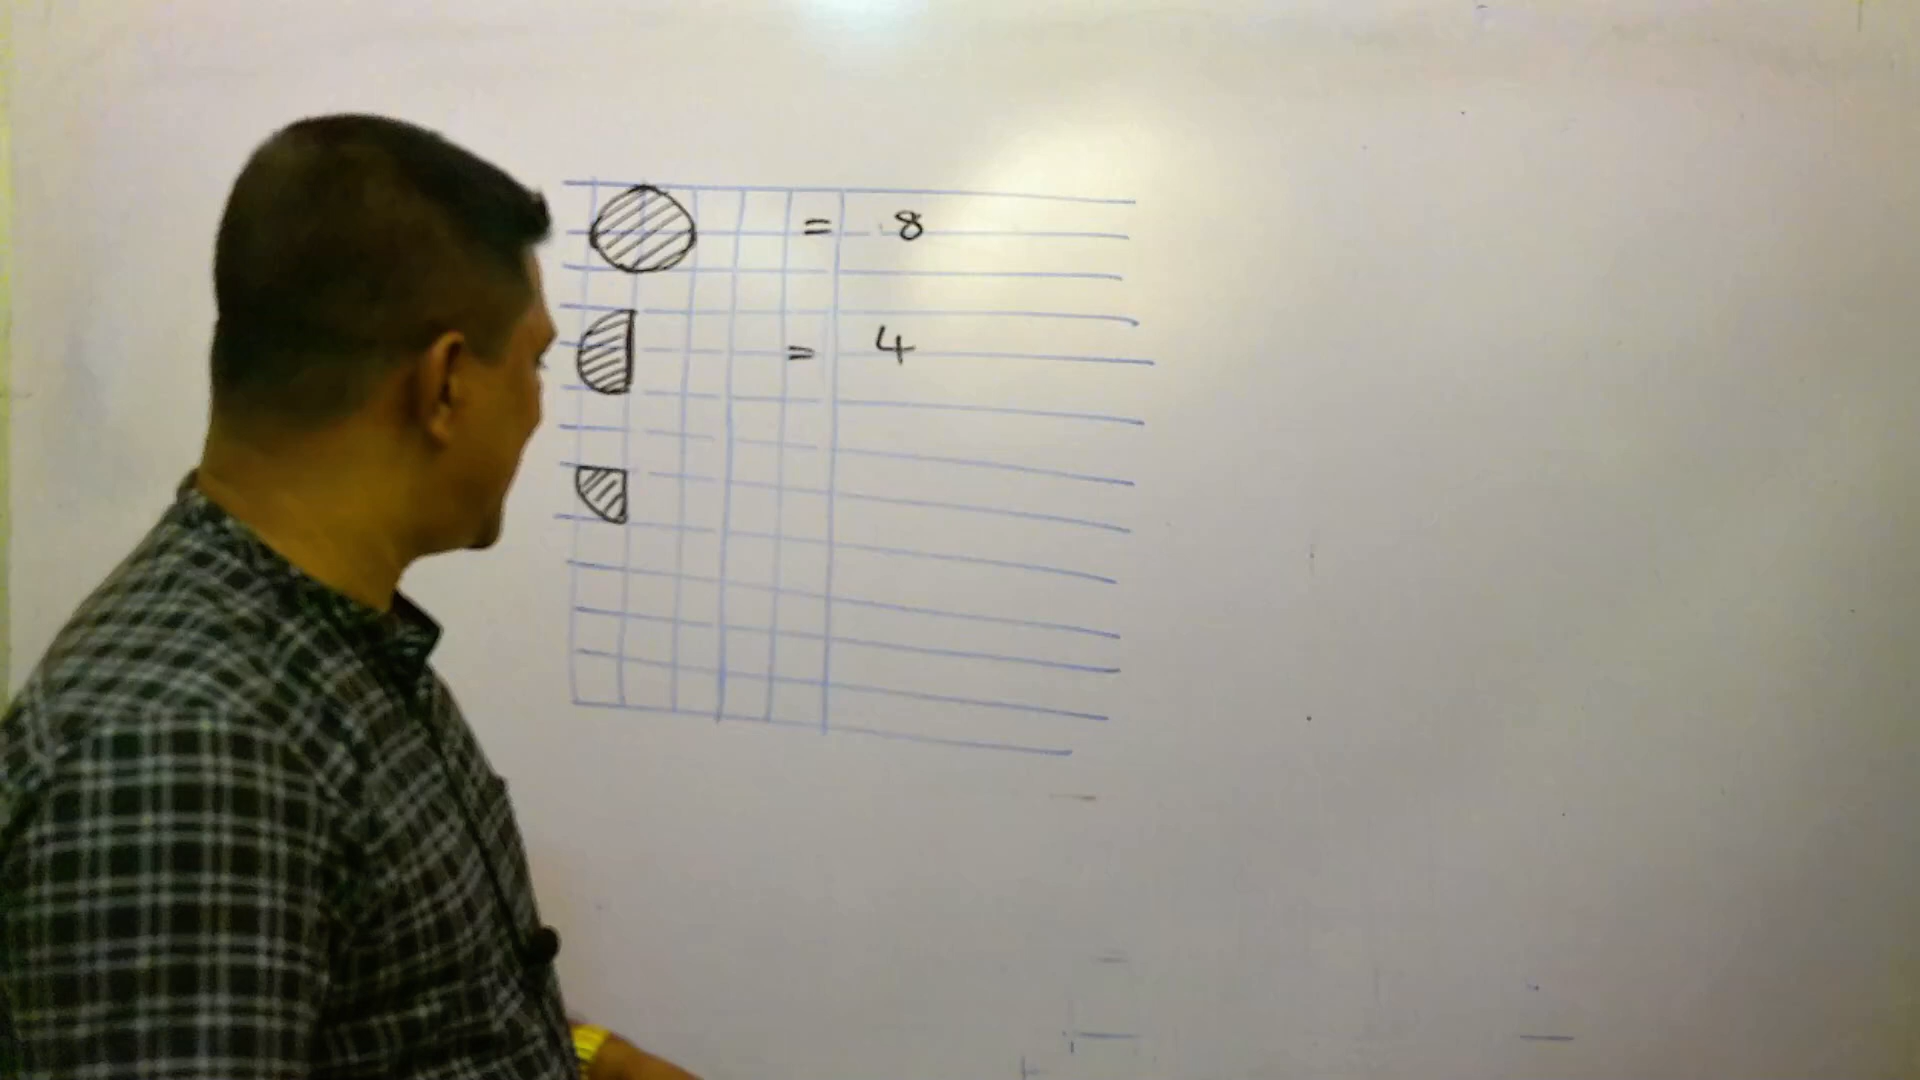 = 8
= 4